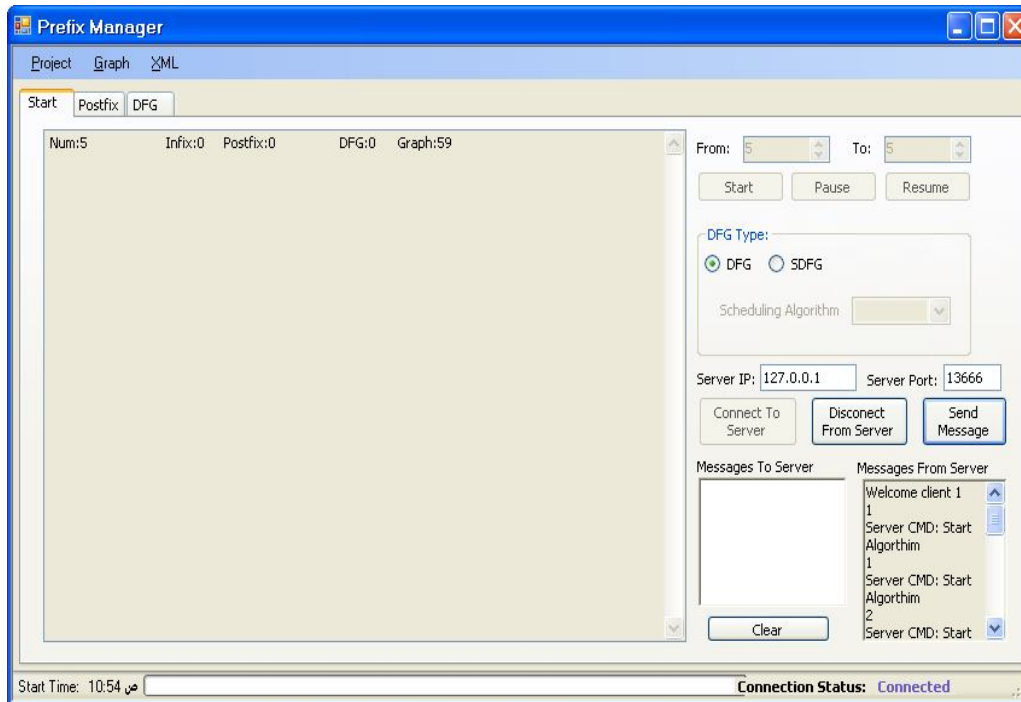 Prefix Manager
Project Graph XML
Start Postfix DFG
Num:5 Infix:0 Postfix:0 DFG:0 Graph:59
From: 5 To: 5
Start Pause Resume
DFG Type:
DFG SDFG
Scheduling Algorithm
Server IP: 127.0.0.1 Server Port: 13666
Connect To Server
Disconect From Server
Send Message
Messages To Server
Clear
Messages From Server
Welcome client 1
1
Server CMD: Start
Algorthim
1
Server CMD: Start
Algorthim
2
Server CMD: Start
Start Time: 10:54 ص
Connection Status: Connected